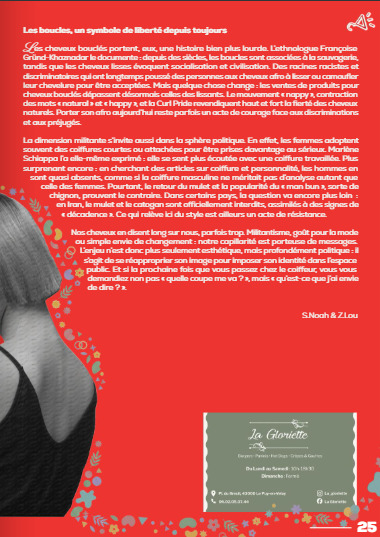 Les boucles, un symbole de liberté depuis toujours
Les cheveux bouclés portent, eux, une histoire bien plus lourde. L'ethnologue Françoise
Gründ-Khaznadar le documente : depuis des siècles, les boucles sont associées à la sauvagerie,
tandis que les cheveux lisses évoquent socialisation et civilisation. Des racines racistes et
discriminatoires qui ont longtemps poussé des personnes aux cheveux afro à lisser ou camoufler
leur chevelure pour être acceptées. Mais quelque chose change : les ventes de produits pour
cheveux bouclés dépassent désormais celles des lissants. Le mouvement « nappy », contraction
des mots « natural » et « happy », et la Curl Pride revendiquent haut et fort la fierté des cheveux
naturels. Porter son afro aujourd'hui reste parfois un acte de courage face aux discriminations
et aux préjugés.
La dimension militante s'invite aussi dans la sphère politique. En effet, les femmes adoptent
souvent des coiffures courtes ou attachées pour être prises davantage au sérieux. Marlène
Schiappa l'a elle-même exprimé : elle se sent plus écoutée avec une coiffure travaillée. Plus
surprenant encore : en cherchant des articles sur coiffure et personnalité, les hommes en
sont quasi absents, comme si la coiffure masculine ne méritait pas d'analyse autant que
celle des femmes. Pourtant, le retour du mulet et la popularité du « man bun », sorte de
chignon, prouvent le contraire. Dans certains pays, la question va encore plus loin :
en Iran, le mulet et le catogan sont officiellement interdits, assimilés à des signes de
« décadence ». Ce qui relève ici du style est ailleurs un acte de résistance.
Nos cheveux en disent long sur nous, parfois trop. Militantisme, goût pour la mode
ou simple envie de changement : notre capillarité est porteuse de messages.
L'enjeu n'est donc plus seulement esthétique, mais profondément politique : il
s'agit de se réapproprier son image pour imposer son identité dans l'espace
public. Et si la prochaine fois que vous passez chez le coiffeur, vous vous
demandiez non pas « quelle coupe me va ? », mais « qu'est-ce que j'ai envie
de dire ? ».
S.Noah & Z.Lou
La Gloriette
Du Lundi au Samedi
Dimanche : Fermé
La Gloriette
25